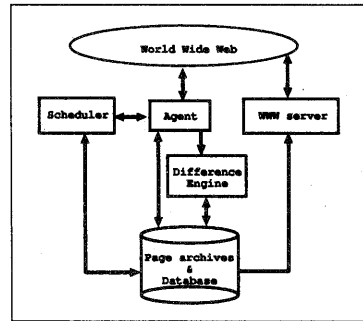 World Wide Web
Scheduler
Agent
WWW server
Difference
Engine
Page archives
&
Database